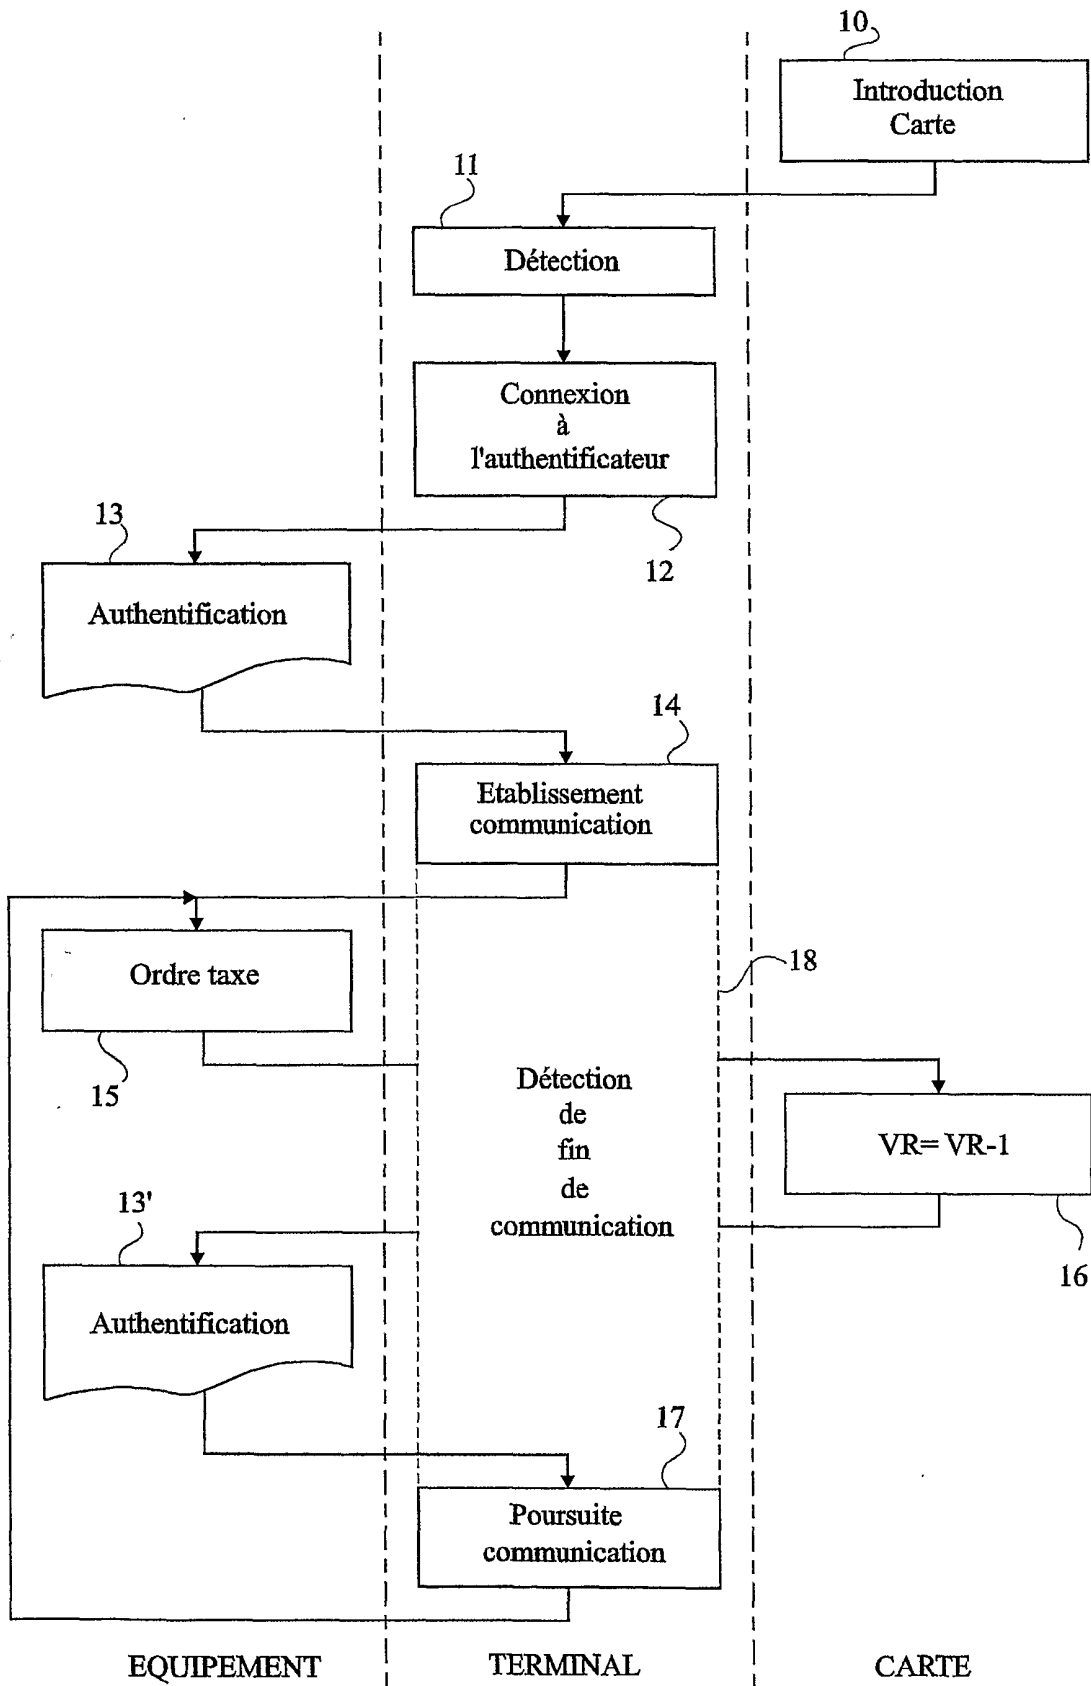 10
Introduction
Carte
11
Détection
Connexion
à
l'authentificateur
12
13
Authentification
14
Etablissement
communication
Ordre taxe
15
18
Détection
de
fin
de
communication
VR= VR-1
16
13'
Authentification
17
Poursuite
communication
EQUIPEMENT
TERMINAL
CARTE